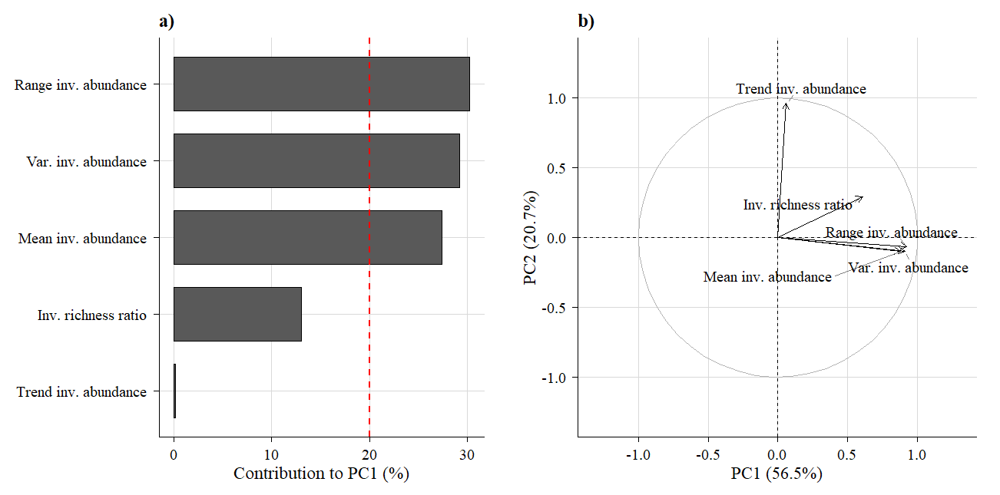 a)
Range inv. abundance
Var. inv. abundance
Mean inv. abundance
Inv. richness ratio
Trend inv. abundance
0 10 20 30
Contribution to PC1 (%)
b)
PC2 (20.7%)
1.0
0.5
0.0
-0.5
-1.0
Trend inv. abundance
Inv. richness ratio
Range inv. abundance
Var. inv. abundance
Mean inv. abundance
-1.0 -0.5 0.0 0.5 1.0
PC1 (56.5%)